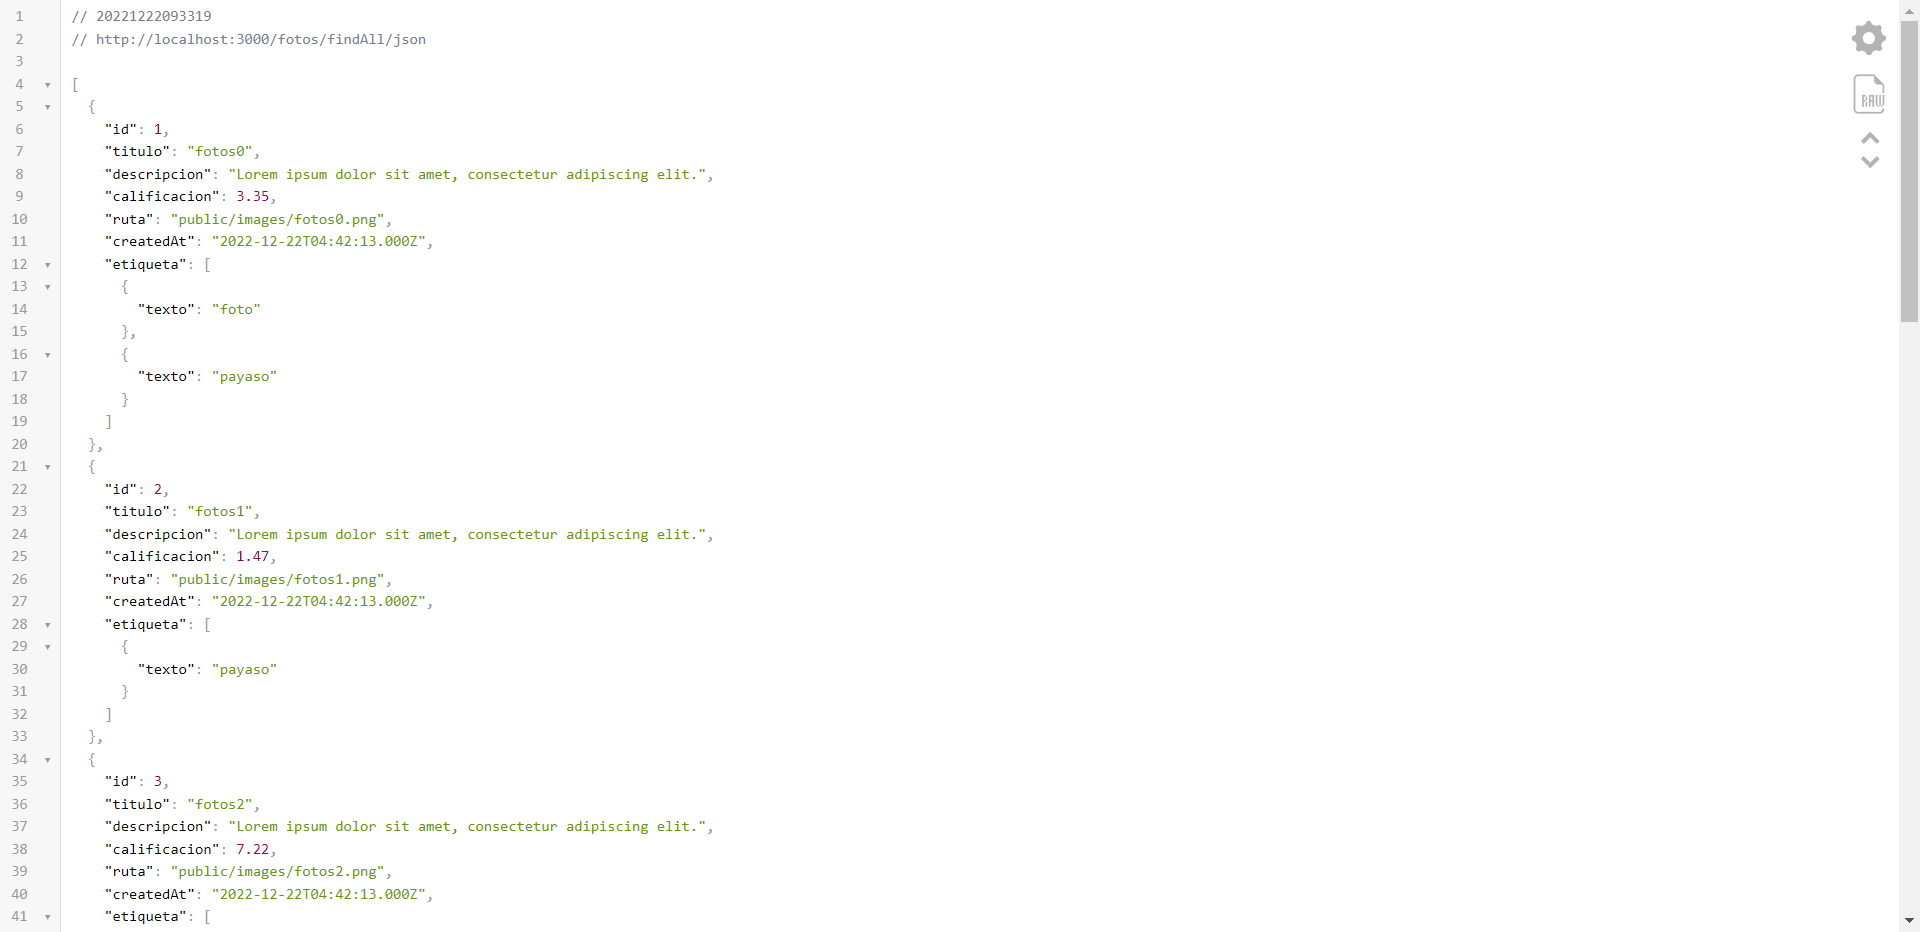 1 // 20221222093319
2 // http://localhost:3000/fotos/findAll/json
3
4 [
5 {
6 "id": 1,
7 "titulo": "fotos0",
8 "descripcion": "Lorem ipsum dolor sit amet, consectetur adipiscing elit.",
9 "calificacion": 3.35,
10 "ruta": "public/images/fotos0.png",
11 "createdAt": "2022-12-22T04:42:13.000Z",
12 "etiqueta": [
13 {
14 "texto": "foto"
15 },
16 {
17 "texto": "payaso"
18 }
19 ]
20 },
21 {
22 "id": 2,
23 "titulo": "fotos1",
24 "descripcion": "Lorem ipsum dolor sit amet, consectetur adipiscing elit.",
25 "calificacion": 1.47,
26 "ruta": "public/images/fotos1.png",
27 "createdAt": "2022-12-22T04:42:13.000Z",
28 "etiqueta": [
29 {
30 "texto": "payaso"
31 }
32 ]
33 },
34 {
35 "id": 3,
36 "titulo": "fotos2",
37 "descripcion": "Lorem ipsum dolor sit amet, consectetur adipiscing elit.",
38 "calificacion": 7.22,
39 "ruta": "public/images/fotos2.png",
40 "createdAt": "2022-12-22T04:42:13.000Z",
41 "etiqueta": [
RAW